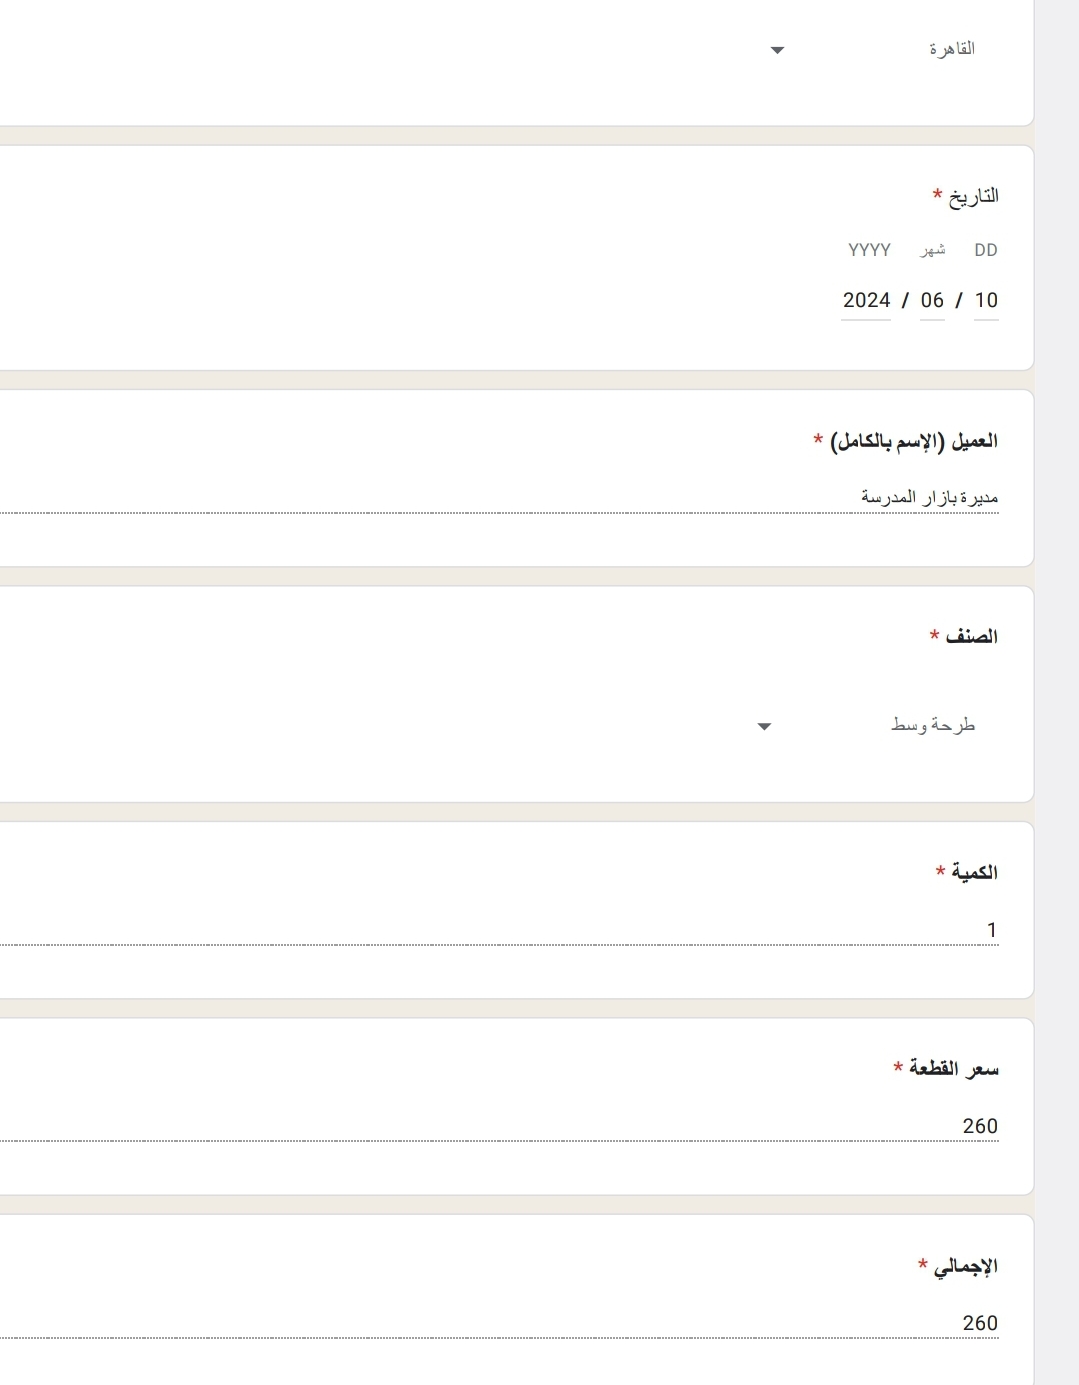 القاهرة
التاريخ *
DD شهر YYYY
10 / 06 / 2024
العميل (الإسم بالكامل) *
مديرة بازار المدرسة
الصنف *
طرحة وسط
الكمية *
1
سعر القطعة *
260
الإجمالي *
260